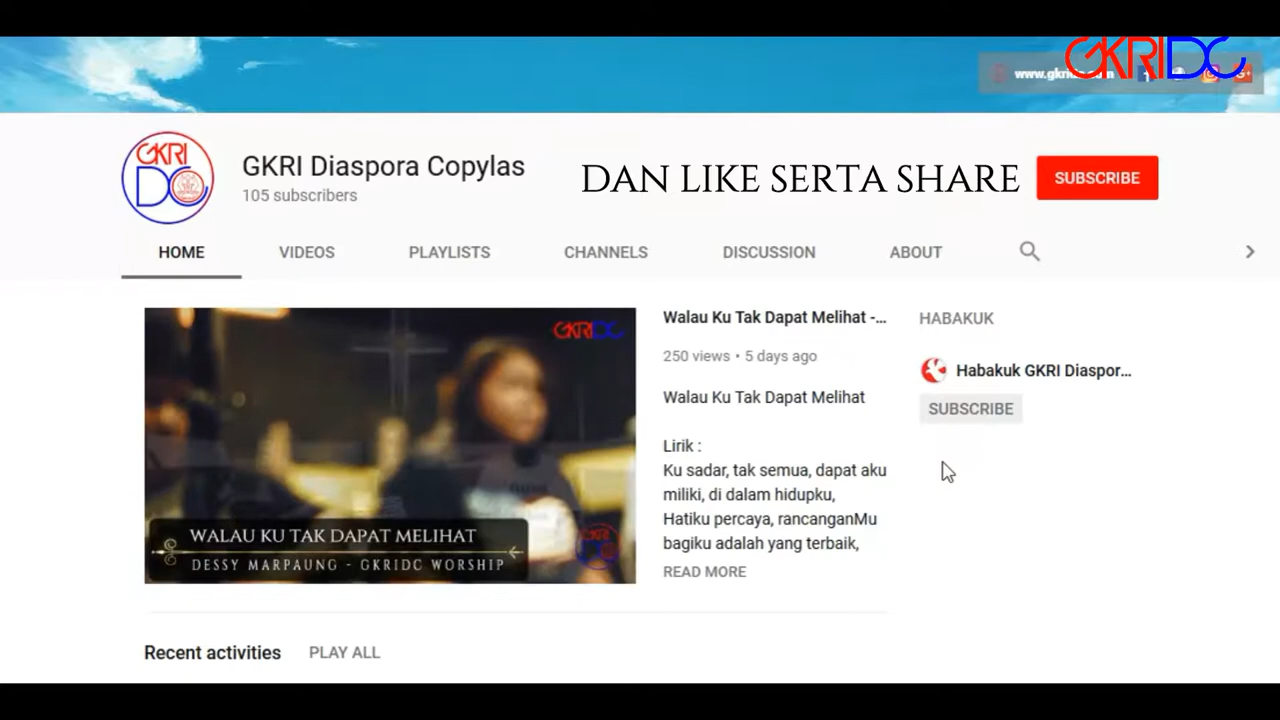 GKRIDC
GKRI Diaspora Copylas
105 subscribers
DAN LIKE SERTA SHARE
SUBSCRIBE
GKRI
DC
HOME
VIDEOS
PLAYLISTS
CHANNELS
DISCUSSION
ABOUT
GKRIDC
WALAU KU TAK DAPAT MELIHAT
DESSY MARPAUNG - GKRIDC WORSHIP
Walau Ku Tak Dapat Melihat -...
250 views • 5 days ago
Walau Ku Tak Dapat Melihat
Lirik :
Ku sadar, tak semua, dapat aku
miliki, di dalam hidupku,
Hatiku percaya, rancanganMu
bagiku adalah yang terbaik,
READ MORE
HABAKUK
Habakuk GKRI Diaspor...
SUBSCRIBE
Recent activities
PLAY ALL